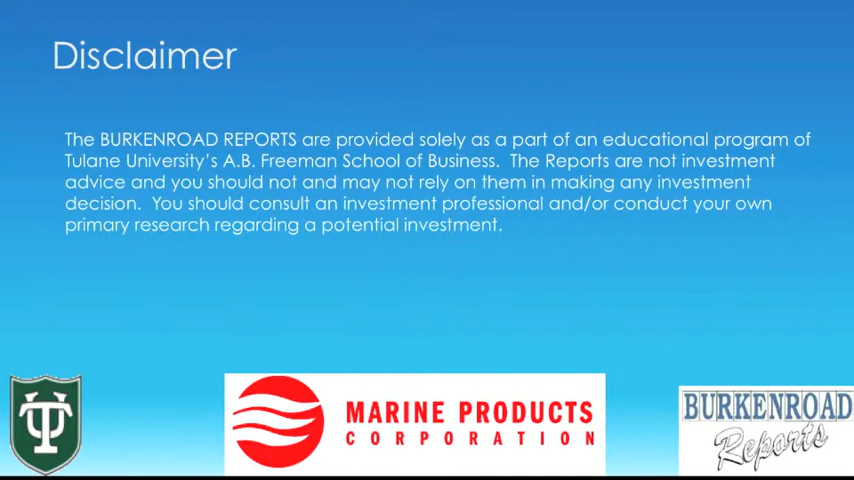 Disclaimer
The BURKENROAD REPORTS are provided solely as a part of an educational program of
Tulane University's A.B. Freeman School of Business.  The Reports are not investment
advice and you should not and may not rely on them in making any investment
decision.  You should consult an investment professional and/or conduct your own
primary research regarding a potential investment.
TU
MARINE PRODUCTS
CORPORATION
BURKENROAD
Reports